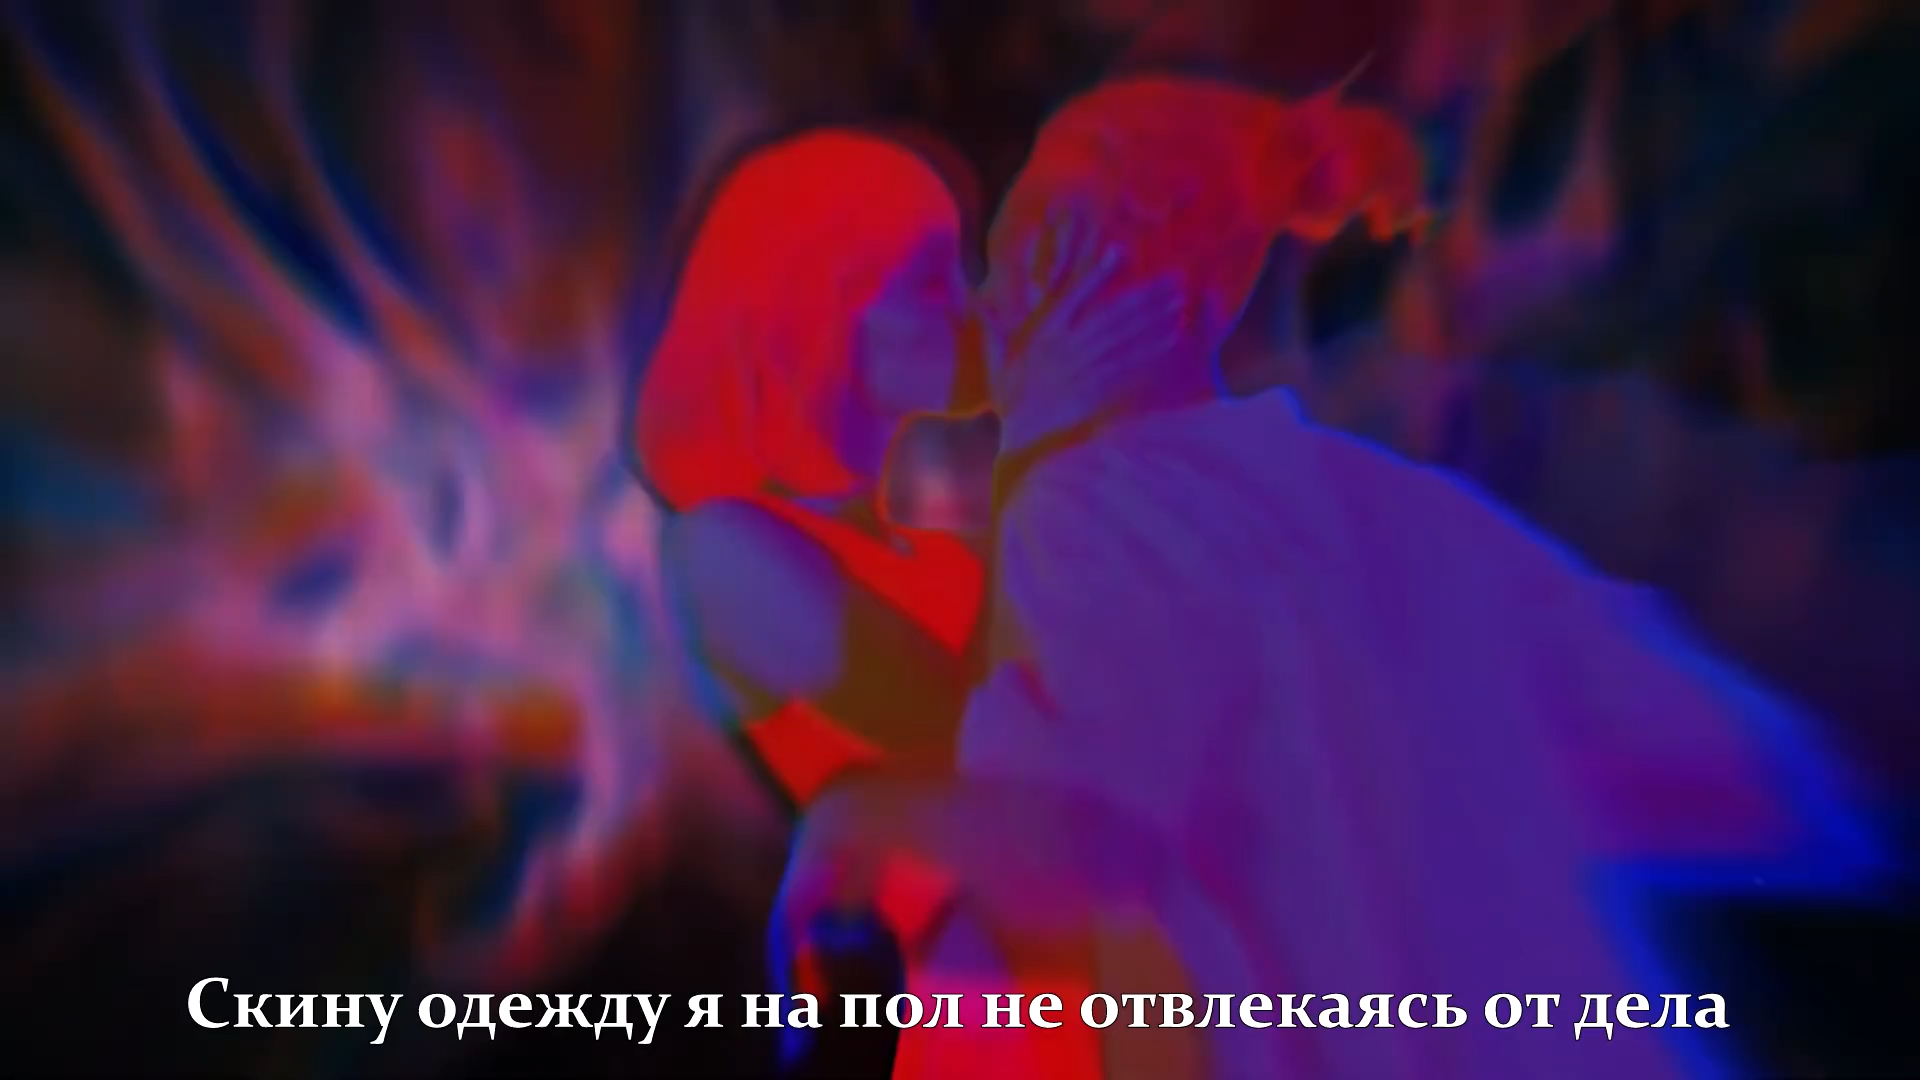 Скину одежду я на пол не отвлекаясь от дела